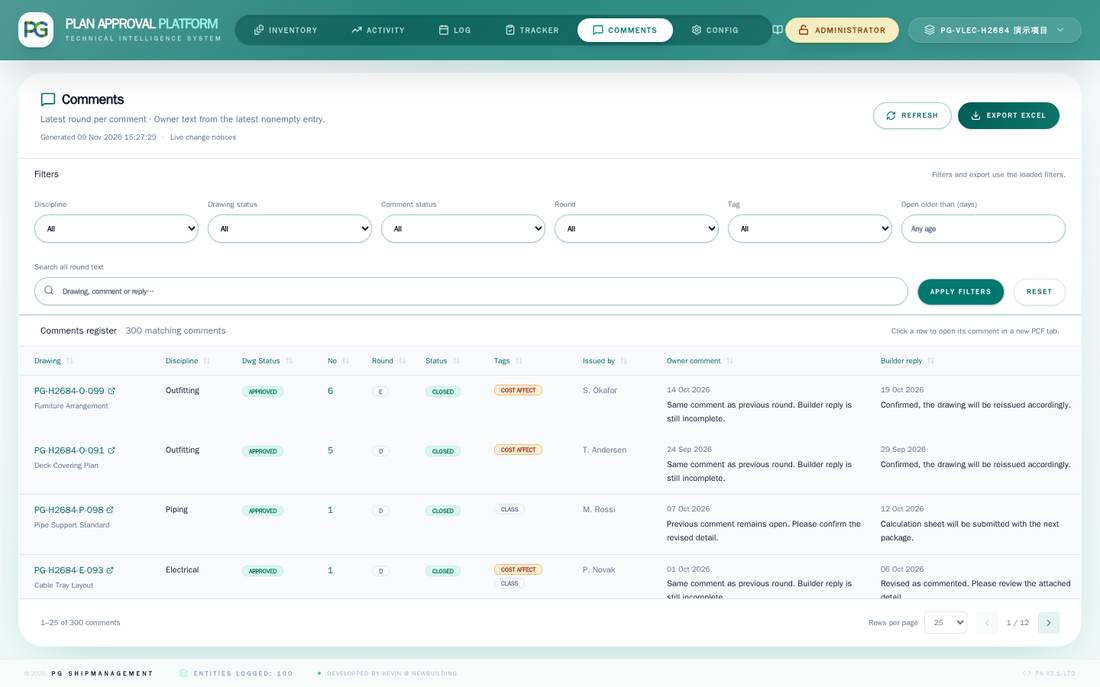 PG
PLAN APPROVAL PLATFORM
TECHNICAL INTELLIGENCE SYSTEM
INVENTORY
ACTIVITY
LOG
TRACKER
COMMENTS
CONFIG
ADMINISTRATOR
PG-VLEC-H2684 演示项目
Comments
Latest round per comment · Owner text from the latest nonempty entry.
Generated 09 Nov 2026 15:27:29 · Live change notices
REFRESH
EXPORT EXCEL
Filters
Filters and export use the loaded filters.
Discipline
Drawing status
Comment status
Round
Tag
Open older than (days)
All
All
All
All
All
Any age
Search all round text
Drawing, comment or reply···
APPLY FILTERS
RESET
Comments register 300 matching comments
Click a row to open its comment in a new PCF tab.
Drawing Discipline Dwg Status No Round Status Tags Issued by Owner comment Builder reply
PG-H2684-O-099 Outfitting APPROVED 6 E CLOSED COST AFFECT S. Okafor 14 Oct 2026 19 Oct 2026
Furniture Arrangement Same comment as previous round. Builder reply is Confirmed, the drawing will be reissued accordingly.
still incomplete.
PG-H2684-O-091 Outfitting APPROVED 5 D CLOSED COST AFFECT T. Andersen 24 Sep 2026 29 Sep 2026
Deck Covering Plan Same comment as previous round. Builder reply is Confirmed, the drawing will be reissued accordingly.
still incomplete.
PG-H2684-P-098 Piping APPROVED 1 D CLOSED CLASS M. Rossi 07 Oct 2026 12 Oct 2026
Pipe Support Standard Previous comment remains open. Please confirm the Calculation sheet will be submitted with the next
revised detail. package.
PG-H2684-E-093 Electrical APPROVED 1 D CLOSED COST AFFECT P. Novak 01 Oct 2026 06 Oct 2026
Cable Tray Layout CLASS Same comment as previous round. Builder reply is Revised as commented. Please review the attached
still incomplete. detail.
1–25 of 300 comments
Rows per page 25 1 / 12
© 2026 PG SHIPMANAGEMENT
ENTITIES LOGGED: 100
DEVELOPPED BY KEVIN @ NEWBUILDING